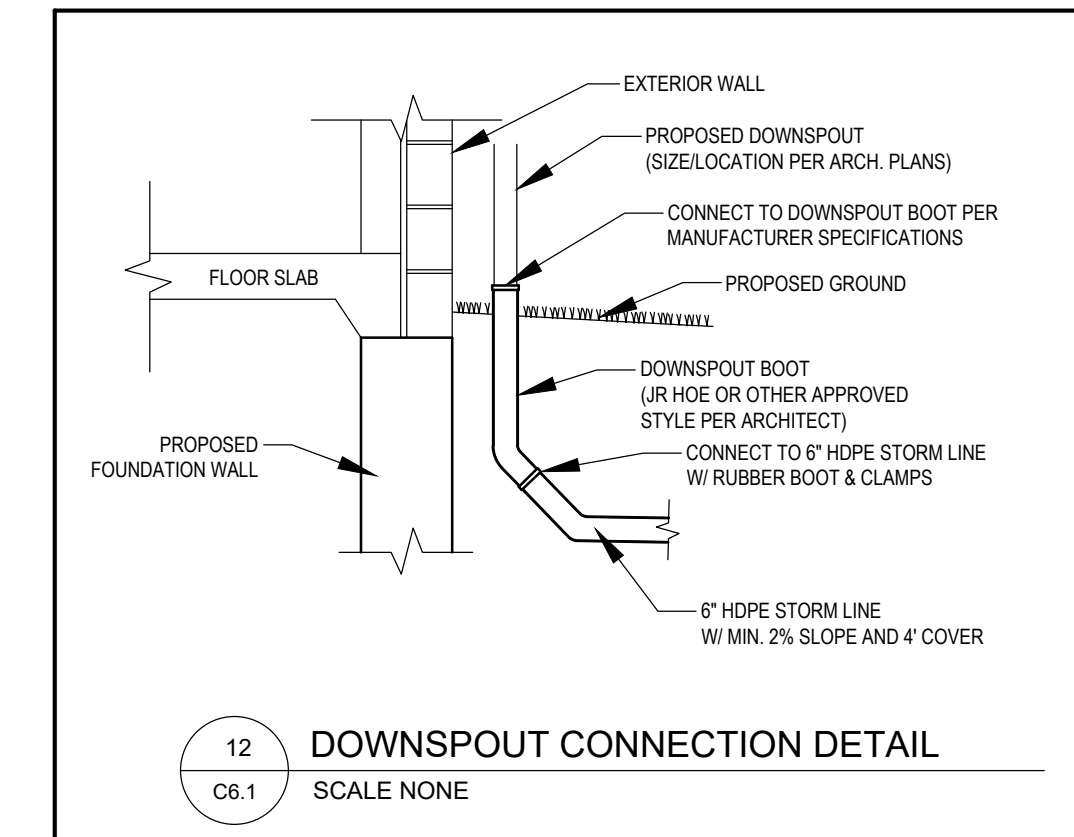 EXTERIOR WALL
PROPOSED DOWNSPOUT
(SIZE/LOCATION PER ARCH. PLANS)
CONNECT TO DOWNSPOUT BOOT PER
MANUFACTURER SPECIFICATIONS
FLOOR SLAB
PROPOSED GROUND
DOWNSPOUT BOOT
(JR HOE OR OTHER APPROVED
STYLE PER ARCHITECT)
PROPOSED
FOUNDATION WALL
CONNECT TO 6" HDPE STORM LINE
W/ RUBBER BOOT & CLAMPS
6" HDPE STORM LINE
W/ MIN. 2% SLOPE AND 4' COVER
12
DOWNSPOUT CONNECTION DETAIL
C6.1
SCALE NONE